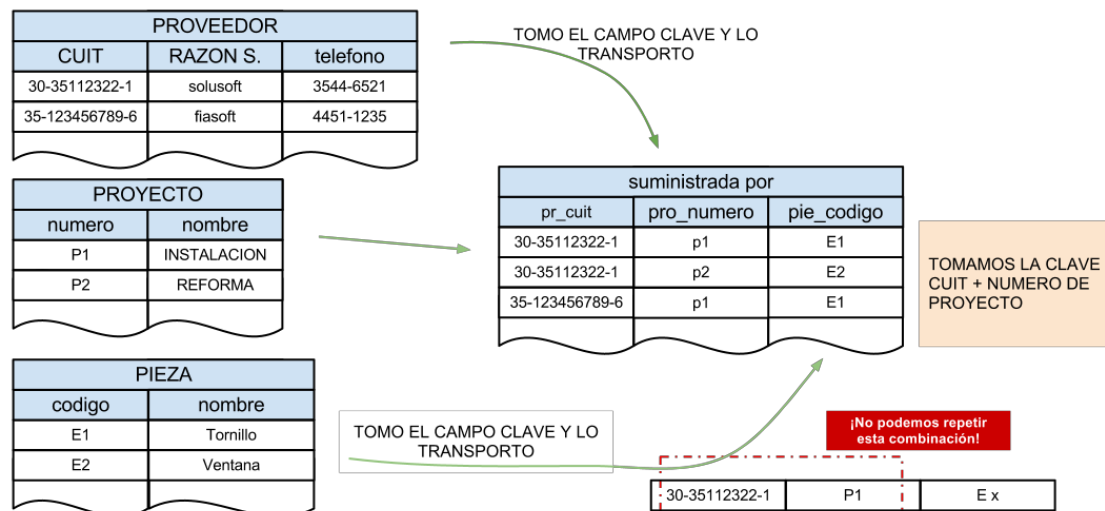 PROVEEDOR
CUIT RAZON S. telefono
30-35112322-1 solusoft 3544-6521
35-123456789-6 fiasoft 4451-1235
TOMO EL CAMPO CLAVE Y LO
TRANSPORTO
PROYECTO
numero nombre
P1 INSTALACION
P2 REFORMA
suministrada por
pr_cuit pro_numero pie_codigo
30-35112322-1 p1 E1
30-35112322-1 p2 E2
35-123456789-6 p1 E1
TOMAMOS LA CLAVE
CUIT + NUMERO DE
PROYECTO
PIEZA
codigo nombre
E1 Tornillo
E2 Ventana
TOMO EL CAMPO CLAVE Y LO
TRANSPORTO
¡No podemos repetir
esta combinación!
30-35112322-1 P1 E x